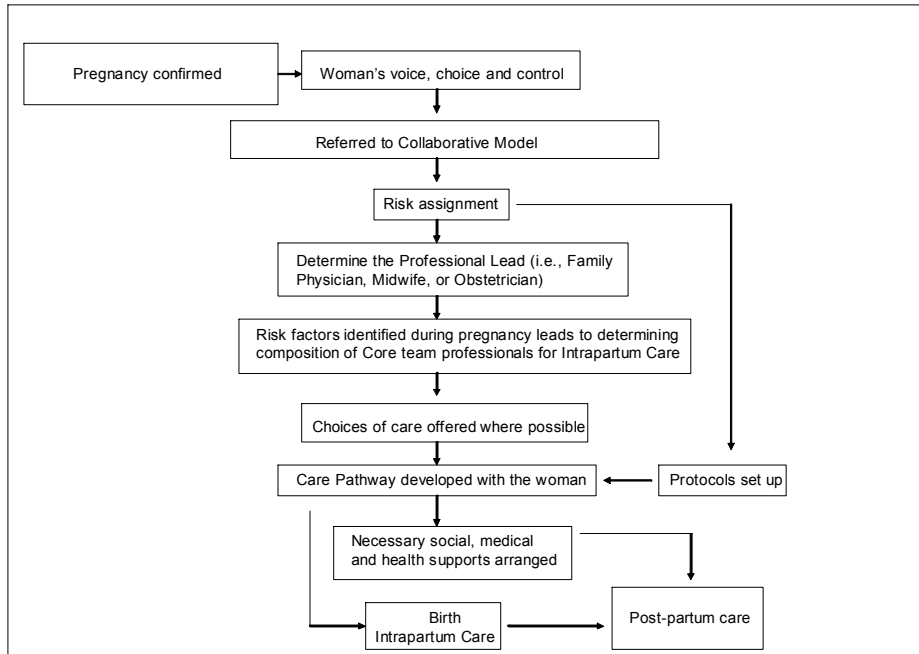 Pregnancy confirmed
Woman's voice, choice and control
Referred to Collaborative Model
Risk assignment
Determine the Professional Lead (i.e., Family
Physician, Midwife, or Obstetrician)
Risk factors identified during pregnancy leads to determining
composition of Core team professionals for Intrapartum Care
Choices of care offered where possible
Care Pathway developed with the woman
Protocols set up
Necessary social, medical
and health supports arranged
Birth
Intrapartum Care
Post-partum care